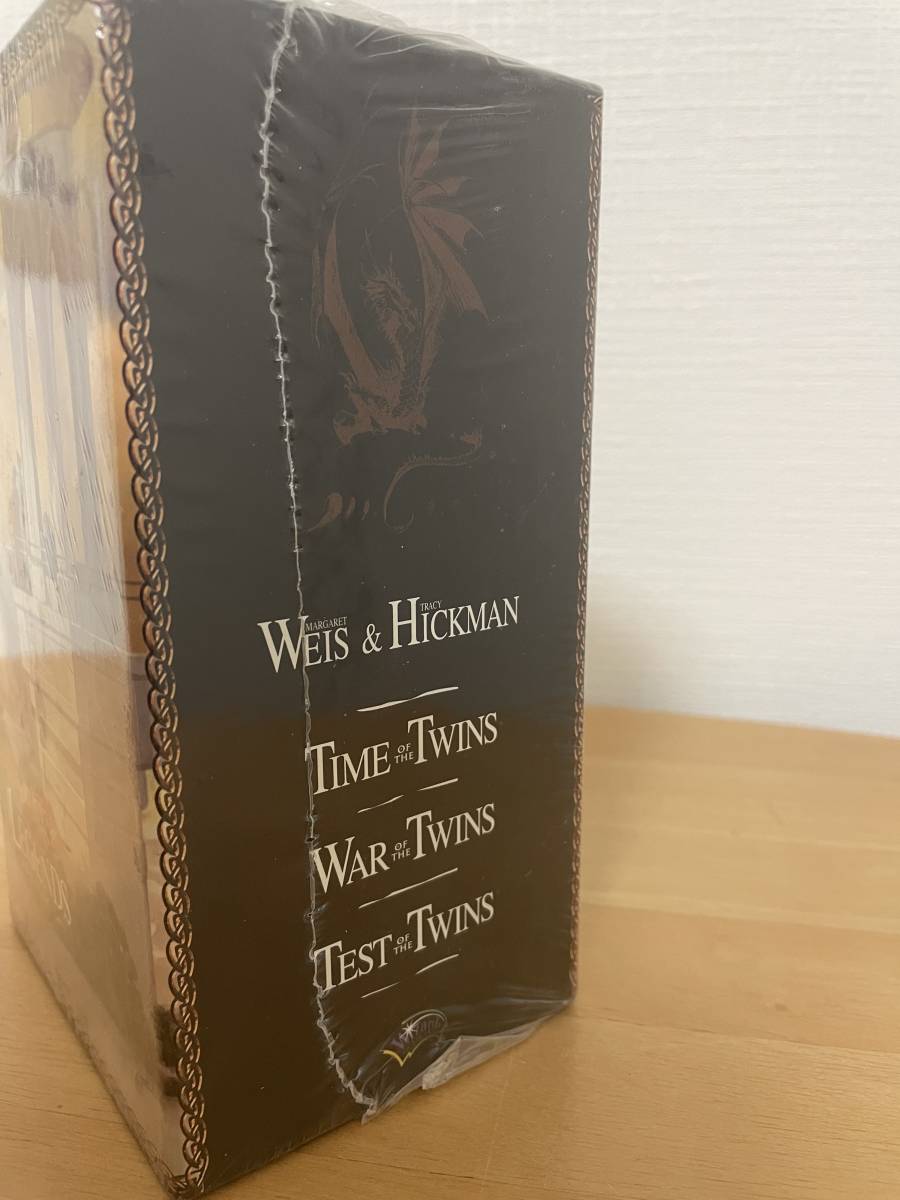 MARGARET WEIS & TRACY HICKMAN
TIME OF THE TWINS
WAR OF THE TWINS
TEST OF THE TWINS